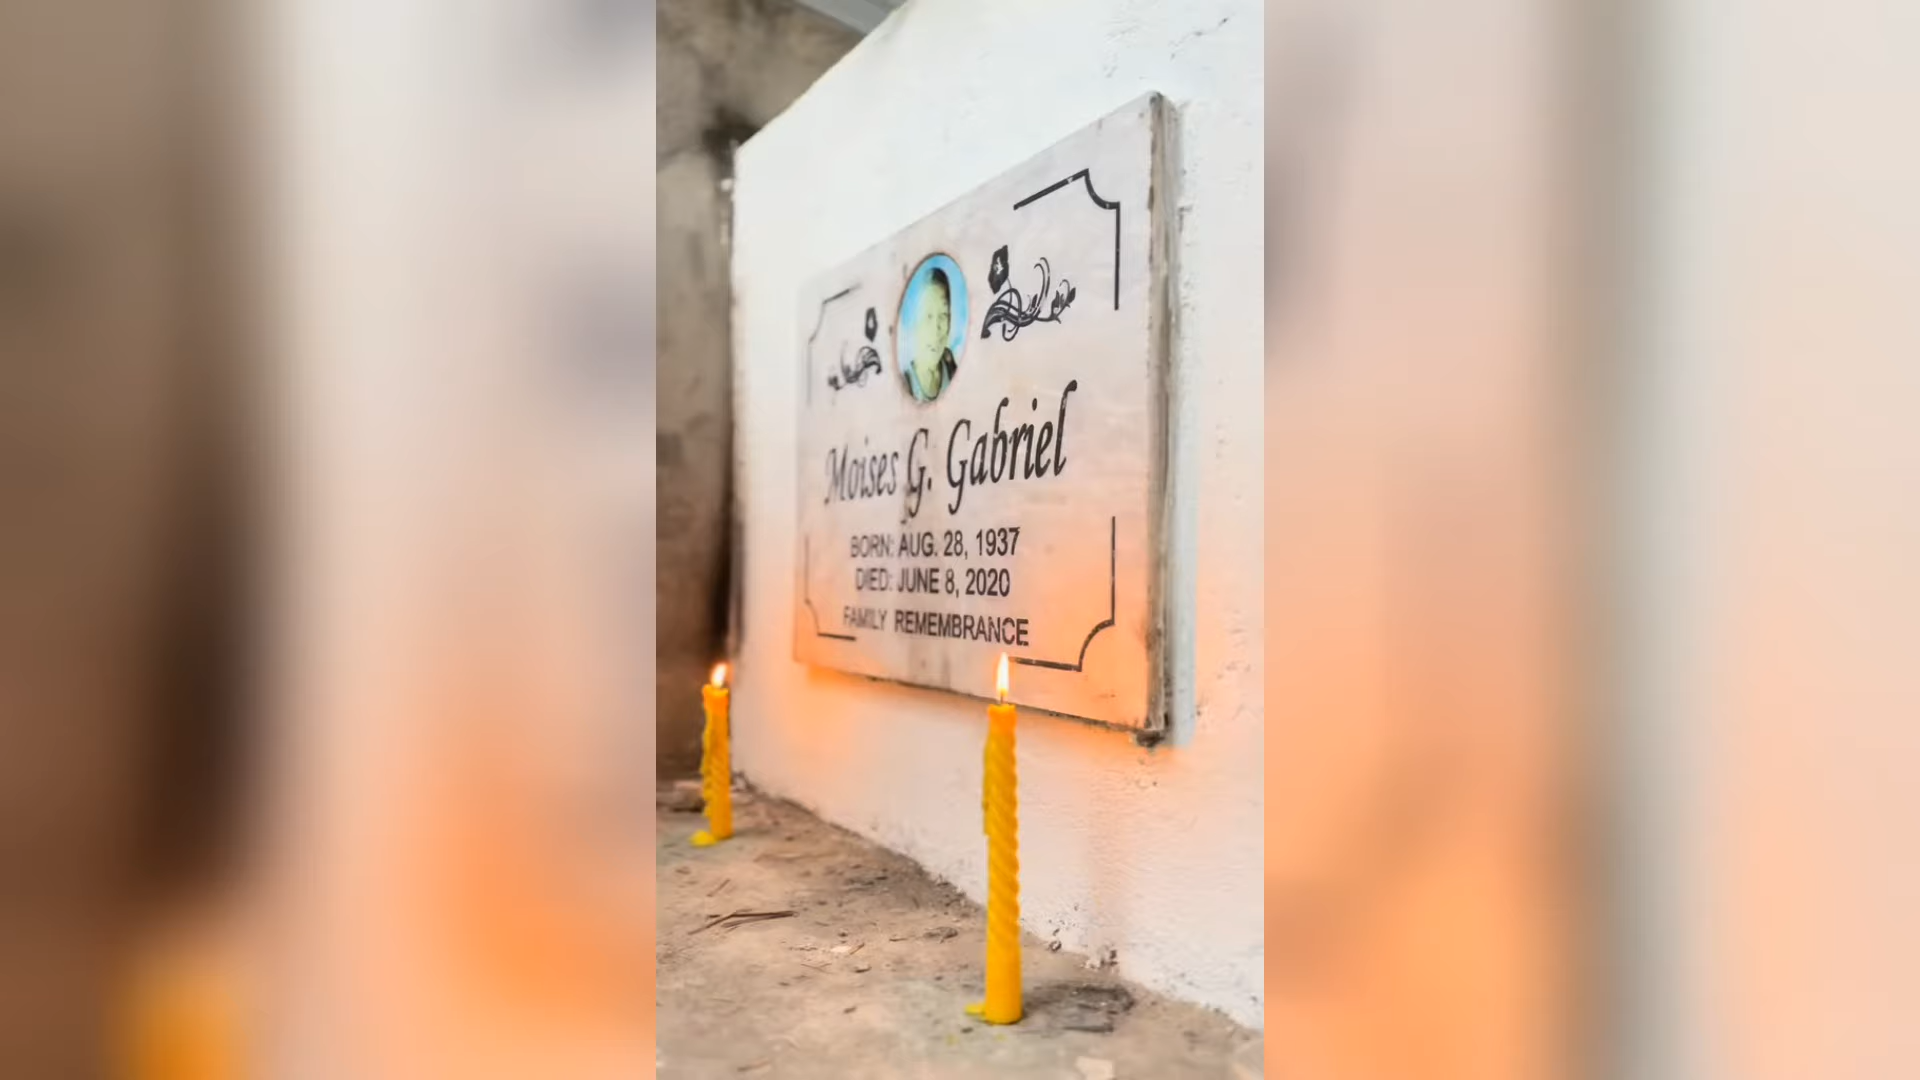 Moises G. Gabriel
BORN: AUG. 28, 1937
DIED: JUNE 8, 2020
FAMILY REMEMBRANCE